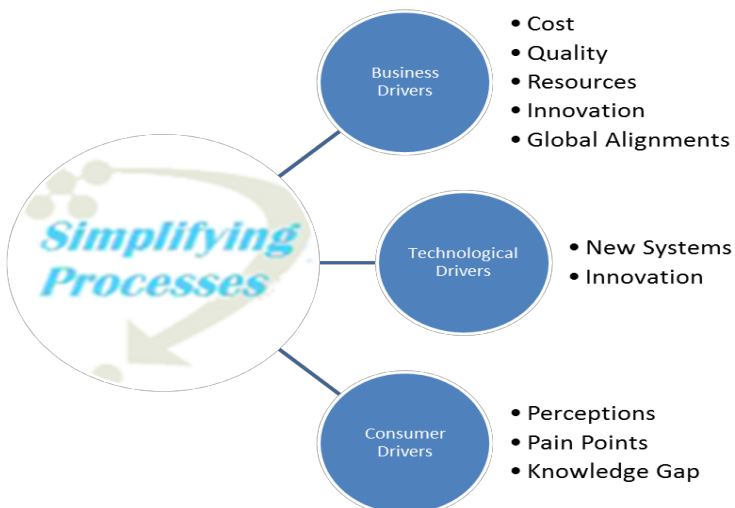 Simplifying
Processes
Business
Drivers
• Cost
• Quality
• Resources
• Innovation
• Global Alignments
Technological
Drivers
• New Systems
• Innovation
Consumer
Drivers
• Perceptions
• Pain Points
• Knowledge Gap